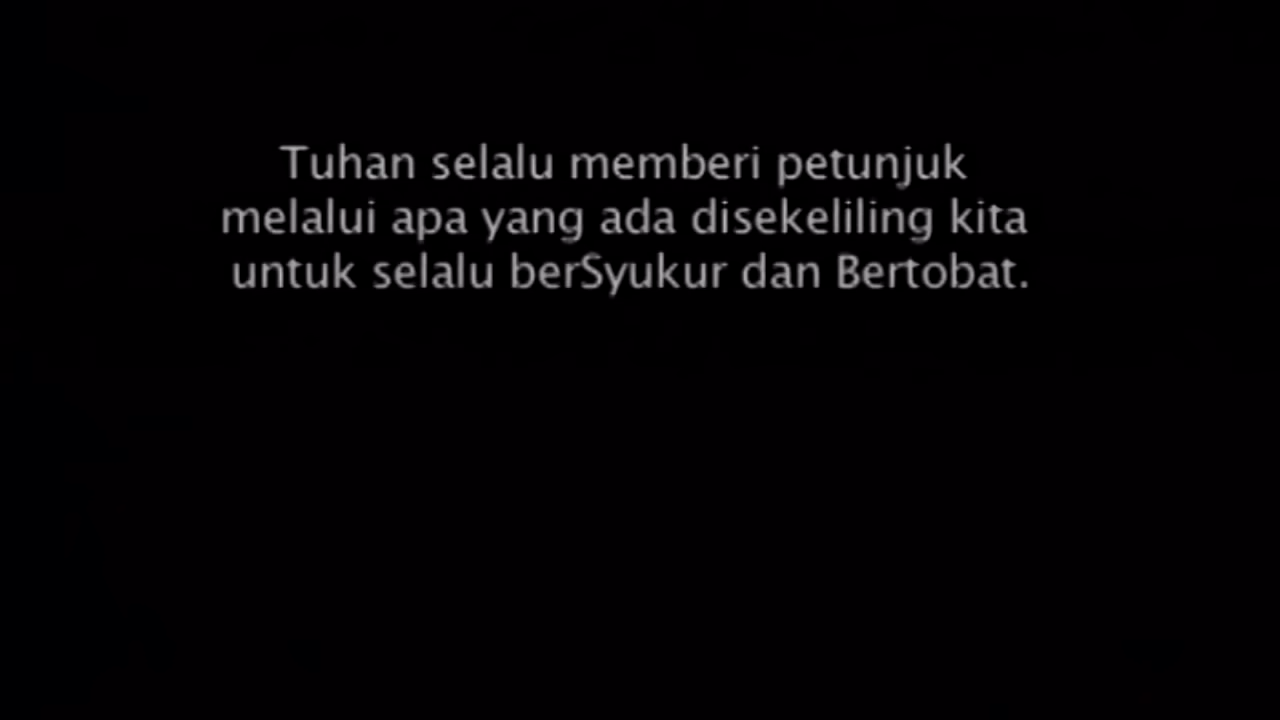 Tuhan selalu memberi petunjuk
melalui apa yang ada disekeliling kita
untuk selalu berSyukur dan Bertobat.